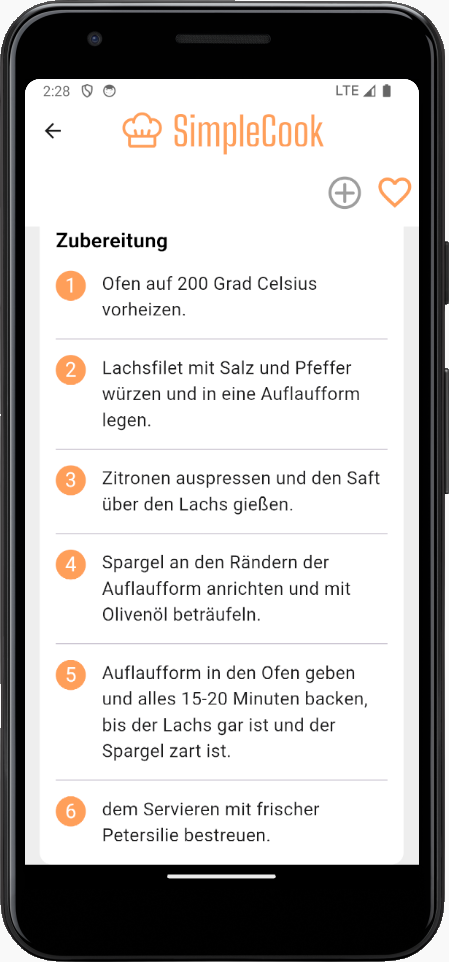 2:28
LTE
SimpleCook
Zubereitung
1 Ofen auf 200 Grad Celsius
vorheizen.
2 Lachsfilet mit Salz und Pfeffer
würzen und in eine Auflaufform
legen.
3 Zitronen auspressen und den Saft
über den Lachs gießen.
4 Spargel an den Rändern der
Auflaufform anrichten und mit
Olivenöl beträufeln.
5 Auflaufform in den Ofen geben
und alles 15-20 Minuten backen,
bis der Lachs gar ist und der
Spargel zart ist.
6 dem Servieren mit frischer
Petersilie bestreuen.